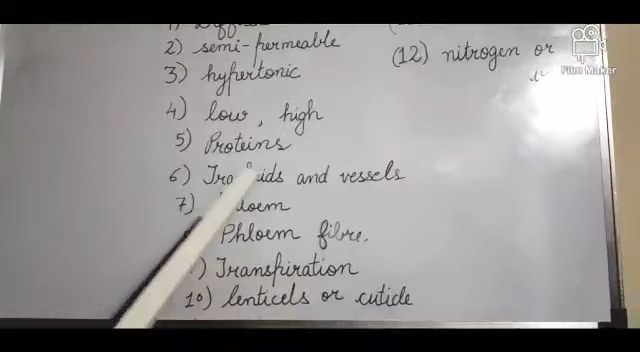 2) semi-permeable
3) hypertonic
4) low, high
5) Proteins
6) and vessels
7)
Phloem fibre.
) Transpiration
10) lenticels or cuticle
(12) nitrogen or
Film Maker